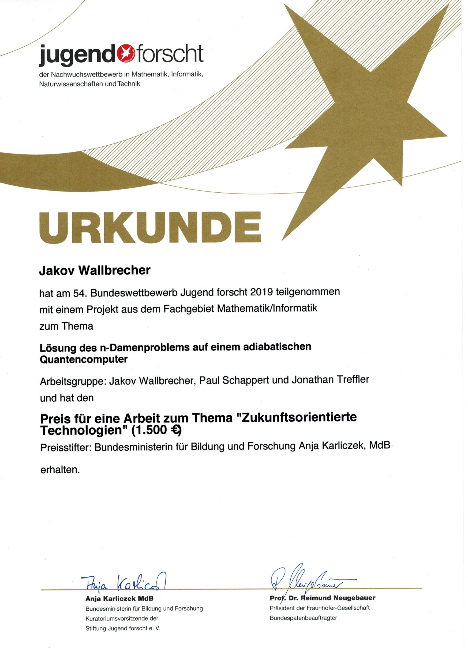 jugend forscht
der Nachwuchswettbewerb in Mathematik, Informatik,
Naturwissenschaften und Technik
URKUNDE
Jakov Wallbrecher
hat am 54. Bundeswettbewerb Jugend forscht 2019 teilgenommen
mit einem Projekt aus dem Fachgebiet Mathematik/Informatik
zum Thema
Lösung des n-Damenproblems auf einem adiabatischen
Quantencomputer
Arbeitsgruppe: Jakov Wallbrecher, Paul Schappert und Jonathan Treffler
und hat den
Preis für eine Arbeit zum Thema "Zukunftsorientierte
Technologien" (1.500 €)
Preisstifter: Bundesministerin für Bildung und Forschung Anja Karliczek, MdB
erhalten.
Anja Karliczek
Anja Karliczek MdB
Bundesministerin für Bildung und Forschung
Kuratoriumsvorsitzende der
Stiftung Jugend forscht e. V.
Prof. Dr. Reimund Neugebauer
Präsident der Fraunhofer-Gesellschaft
Bundespatenbeauftragter